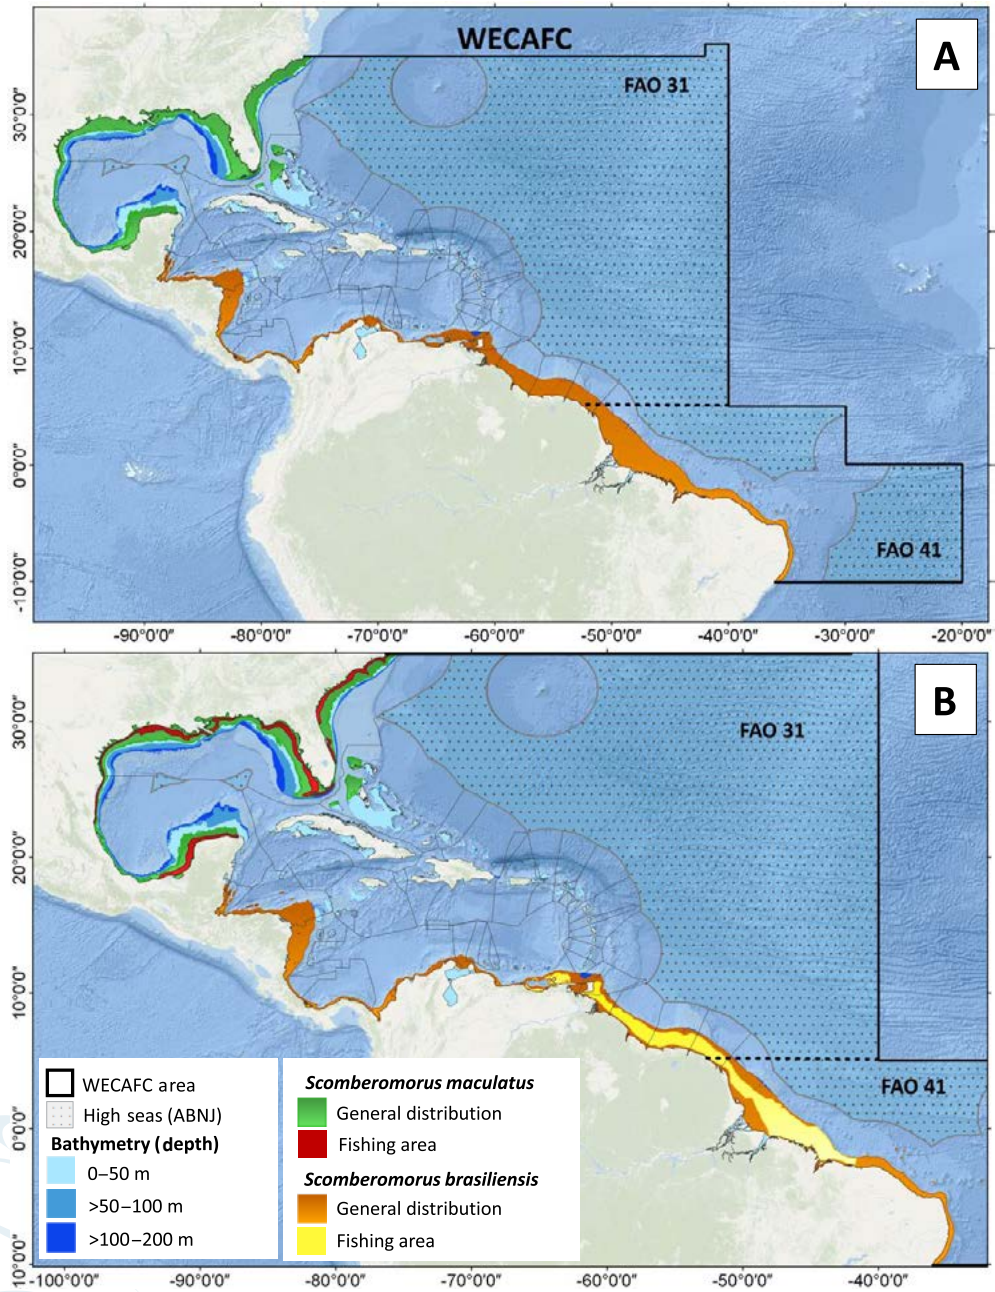 WECAFC
A
FAO 31
FAO 41
30°0'0"
20°0'0"
10°0'0"
0°0'0"
-10°0'0"
-90°0'0"
-80°0'0"
-70°0'0"
-60°0'0"
-50°0'0"
-40°0'0"
-30°0'0"
-20°0'0"
B
FAO 31
FAO 41
30°0'0"
20°0'0"
10°0'0"
0°0'0"
-10°0'0"
WECAFC area
High seas (ABNJ)
Bathymetry (depth)
0–50 m
>50–100 m
>100–200 m
Scomberomorus maculatus
General distribution
Fishing area
Scomberomorus brasiliensis
General distribution
Fishing area
-100°0'0"
-90°0'0"
-80°0'0"
-70°0'0"
-60°0'0"
-50°0'0"
-40°0'0"